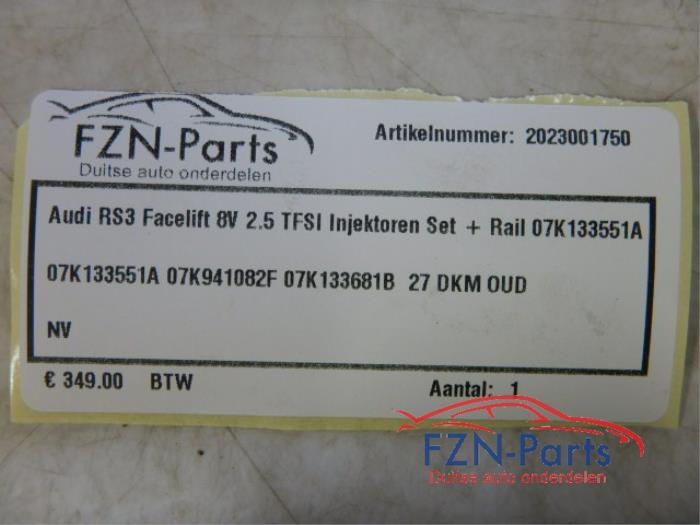 FZN-Parts
Duitse auto onderdelen
Artikelnummer: 2023001750
Audi RS3 Facelift 8V 2.5 TFSI Injektoren Set + Rail 07K133551A
07K133551A 07K941082F 07K133681B 27 DKM OUD
NV
€ 349.00 BTW
Aantal: 1
FZN-Parts
Duitse auto onderdelen